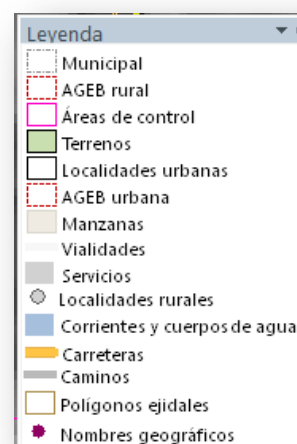 Leyenda
Municipal
AGEB rural
Áreas de control
Terrenos
Localidades urbanas
AGEB urbana
Manzanas
Vialidades
Servicios
Localidades rurales
Corrientes y cuerpos de agua
Carreteras
Caminos
Polígonos ejidales
Nombres geográficos